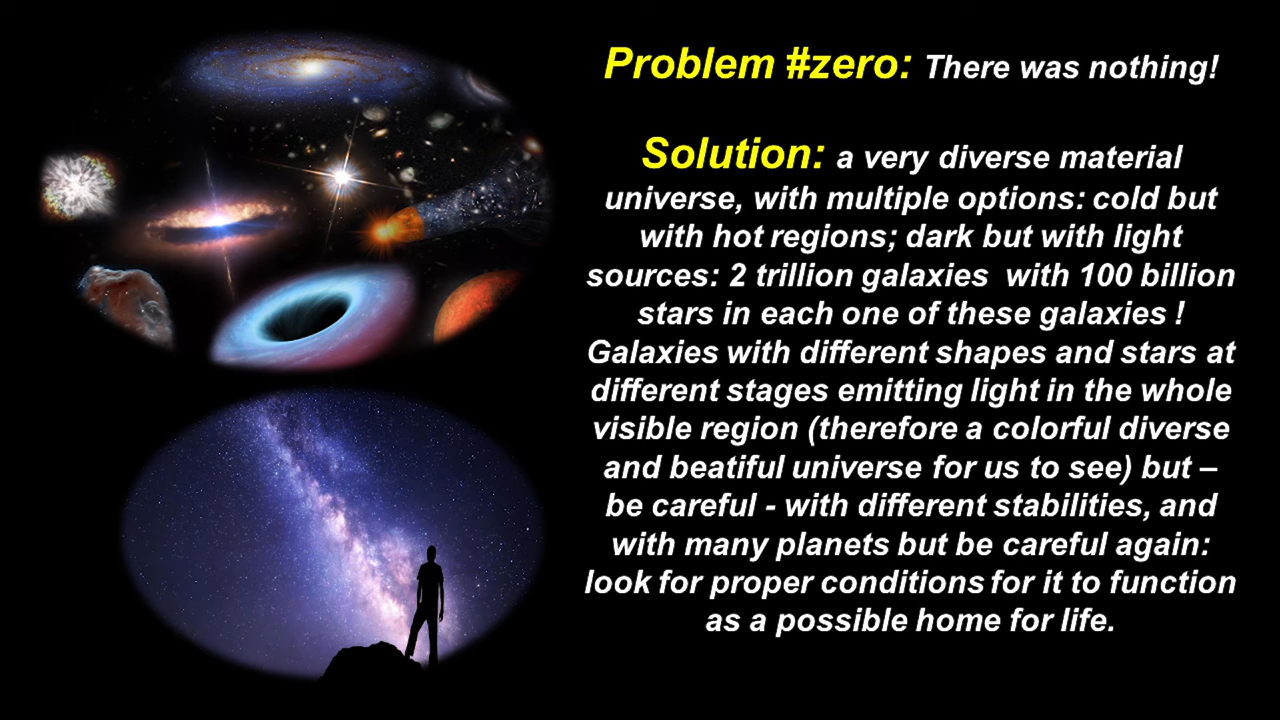 Problem #zero: There was nothing!
Solution: a very diverse material
universe, with multiple options: cold but
with hot regions; dark but with light
sources: 2 trillion galaxies with 100 billion
stars in each one of these galaxies !
Galaxies with different shapes and stars at
different stages emitting light in the whole
visible region (therefore a colorful diverse
and beatiful universe for us to see) but –
be careful - with different stabilities, and
with many planets but be careful again:
look for proper conditions for it to function
as a possible home for life.